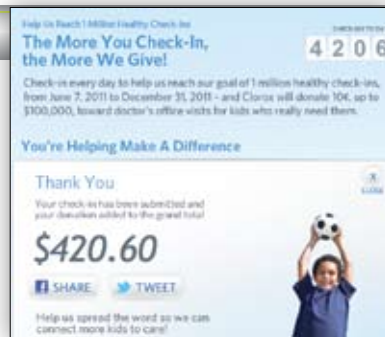 Help Us Reach 1 Million Healthy Check-Ins
The More You Check-In,
the More We Give!
4206
Check-in every day to help us reach our goal of 1 million healthy check-ins,
from June 7, 2011 to December 31, 2011 - and Clorox will donate 10¢, up to
$100,000, toward doctor's office visits for kids who really need them.
You're Helping Make A Difference
Thank You
Your check-in has been submitted and
your donation added to the grand total
$420.60
SHARE
TWEET
X
CLOSE
Help us spread the word so we can
connect more kids to care!